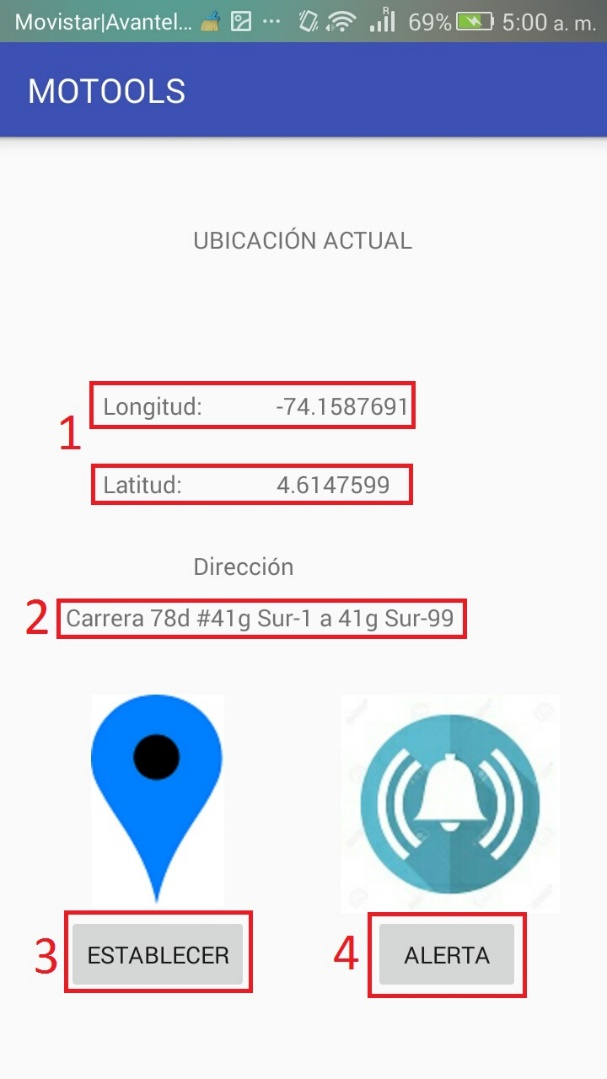 Movistar|Avantel... 69% 5:00 a. m.
MOTOOLS
UBICACIÓN ACTUAL
1
Longitud: -74.1587691
Latitud: 4.6147599
Dirección
2 Carrera 78d #41g Sur-1 a 41g Sur-99
3 ESTABLECER
4 ALERTA